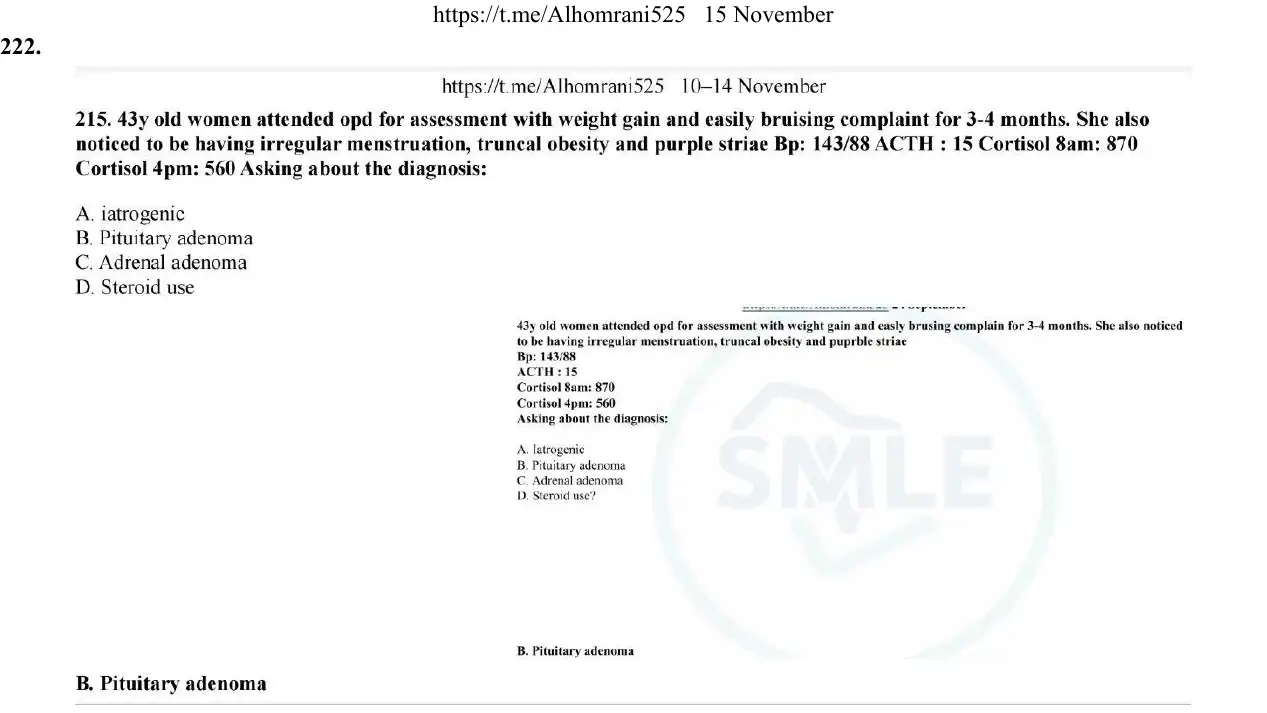 https://t.me/Alhomrani525 15 November
222.
https://t.me/Alhomrani525 10–14 November
215. 43y old women attended opd for assessment with weight gain and easily bruising complaint for 3-4 months. She also
noticed to be having irregular menstruation, truncal obesity and purple striae Bp: 143/88 ACTH : 15 Cortisol 8am: 870
Cortisol 4pm: 560 Asking about the diagnosis:
A. iatrogenic
B. Pituitary adenoma
C. Adrenal adenoma
D. Steroid use
43y old women attended opd for assessment with weight gain and easly brusing complain for 3-4 months. She also noticed
to be having irregular menstruation, truncal obesity and puprble striae
Bp: 143/88
ACTH : 15
Cortisol 8am: 870
Cortisol 4pm: 560
Asking about the diagnosis:
A. Iatrogenic
B. Pituitary adenoma
C. Adrenal adenoma
D. Steroid use?
SMLE
B. Pituitary adenoma
B. Pituitary adenoma